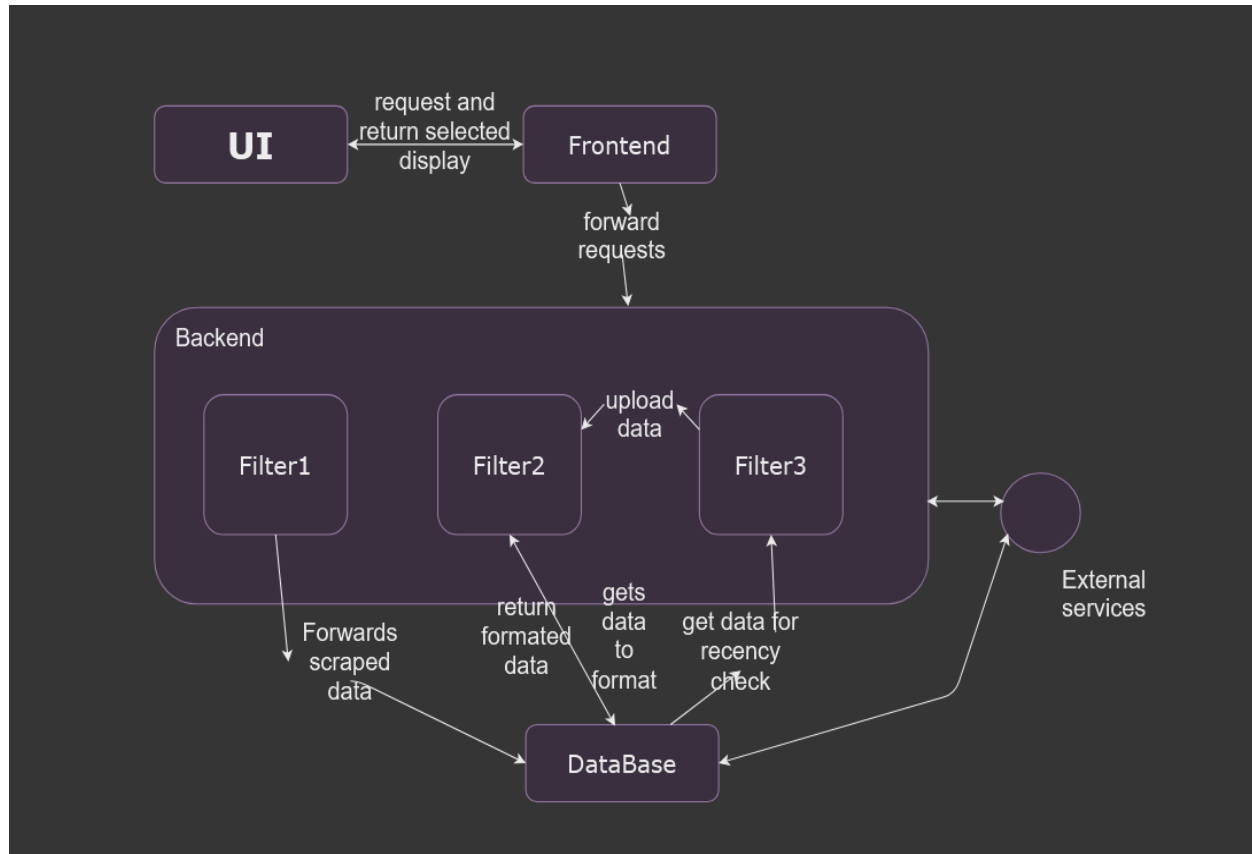 request and
return selected
display
UI
Frontend
forward
requests
Backend
upload
data
Filter1
Filter2
Filter3
External
services
Forwards
scraped
data
return
formated
data
gets
data
to
format
get data for
recency
check
DataBase